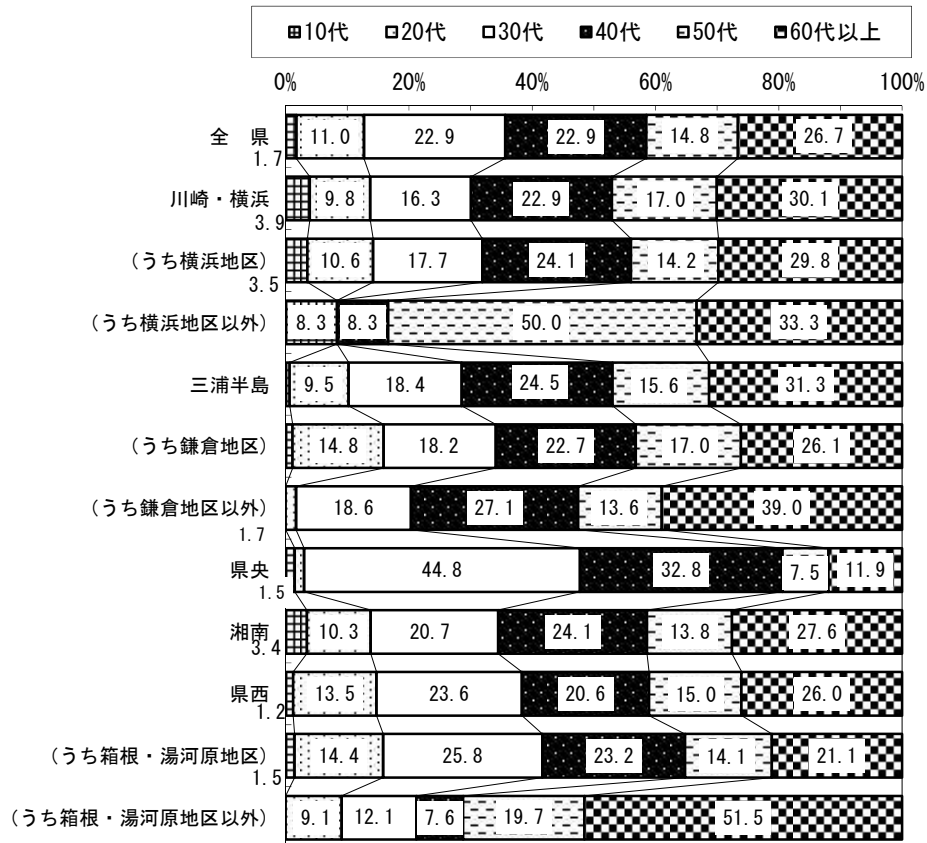 10代 20代 30代 40代 50代 60代以上
0% 20% 40% 60% 80% 100%
全 県 11.0 22.9 22.9 14.8 26.7
1.7
川崎・横浜 9.8 16.3 22.9 17.0 30.1
3.9
(うち横浜地区) 10.6 17.7 24.1 14.2 29.8
3.5
(うち横浜地区以外) 8.3 8.3 50.0 33.3
三浦半島 9.5 18.4 24.5 15.6 31.3
(うち鎌倉地区) 14.8 18.2 22.7 17.0 26.1
(うち鎌倉地区以外) 18.6 27.1 13.6 39.0
1.7
県央 44.8 32.8 7.5 11.9
1.5
湘南 10.3 20.7 24.1 13.8 27.6
3.4
県西 13.5 23.6 20.6 15.0 26.0
1.2
(うち箱根・湯河原地区) 14.4 25.8 23.2 14.1 21.1
1.5
(うち箱根・湯河原地区以外) 9.1 12.1 7.6 19.7 51.5